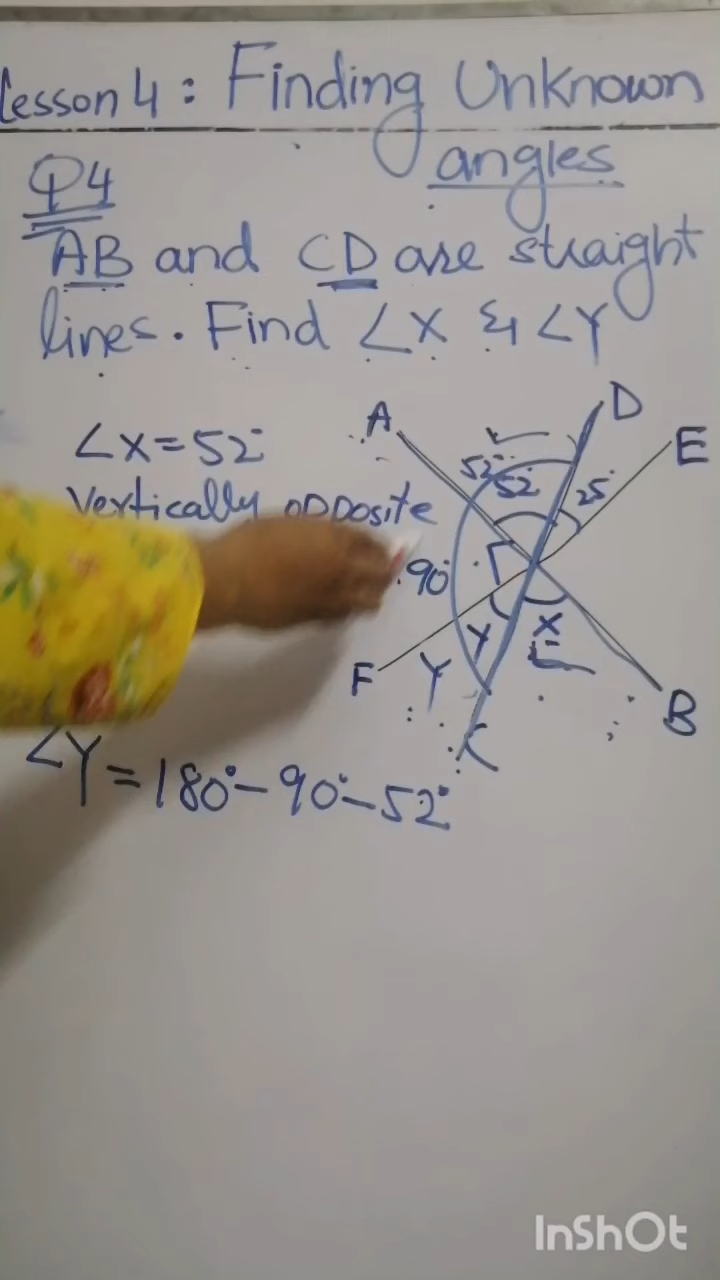 Lesson 4 : Finding Unknown
angles
Q4
AB and CD are straight
lines. Find ∠X & ∠Y
∠X = 52°
Vertically opposite
∠Y = 180° - 90° - 52°
A
D
E
52°
52°
25°
90°
Y
X
F
Y
C
B
InShOt